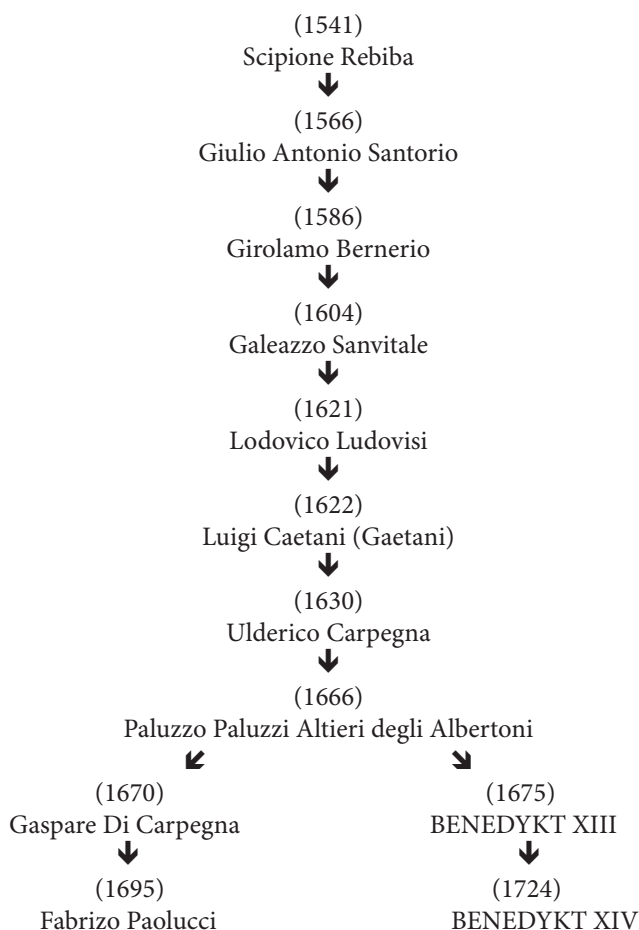 (1541)
Scipione Rebiba
(1566)
Giulio Antonio Santorio
(1586)
Girolamo Bernerio
(1604)
Galeazzo Sanvitale
(1621)
Lodovico Ludovisi
(1622)
Luigi Caetani (Gaetani)
(1630)
Ulderico Carpegna
(1666)
Paluzzo Paluzzi Altieri degli Albertoni
(1670)
Gaspare Di Carpegna
(1695)
Fabrizo Paolucci
(1675)
BENEDYKT XIII
(1724)
BENEDYKT XIV